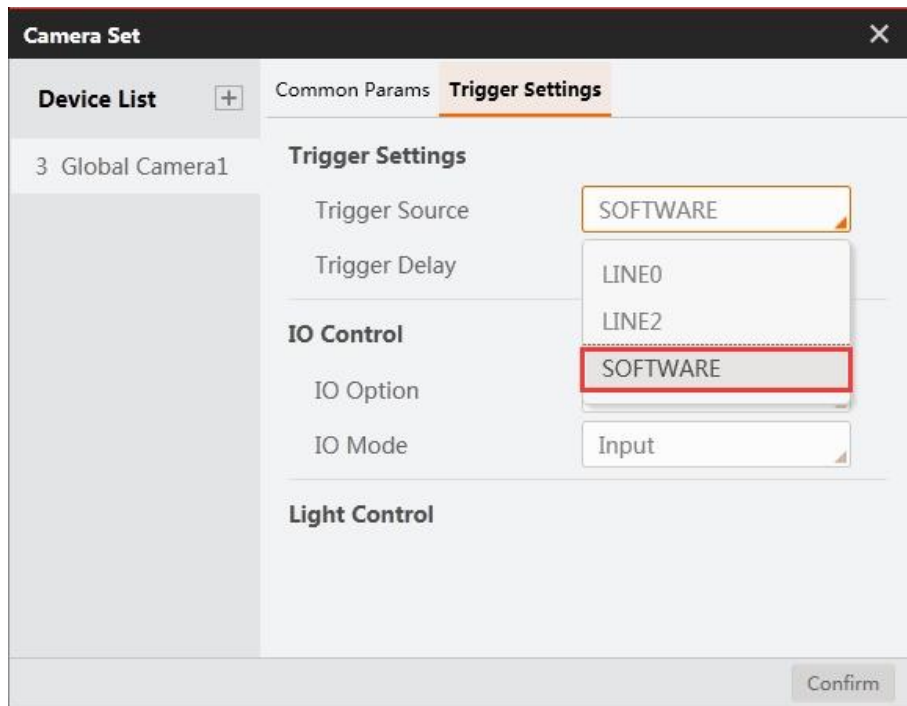 Camera Set
Device List
Common Params Trigger Settings
3 Global Camera1
Trigger Settings
Trigger Source SOFTWARE
Trigger Delay
LINE0
LINE2
SOFTWARE
IO Control
IO Option
IO Mode Input
Light Control
Confirm